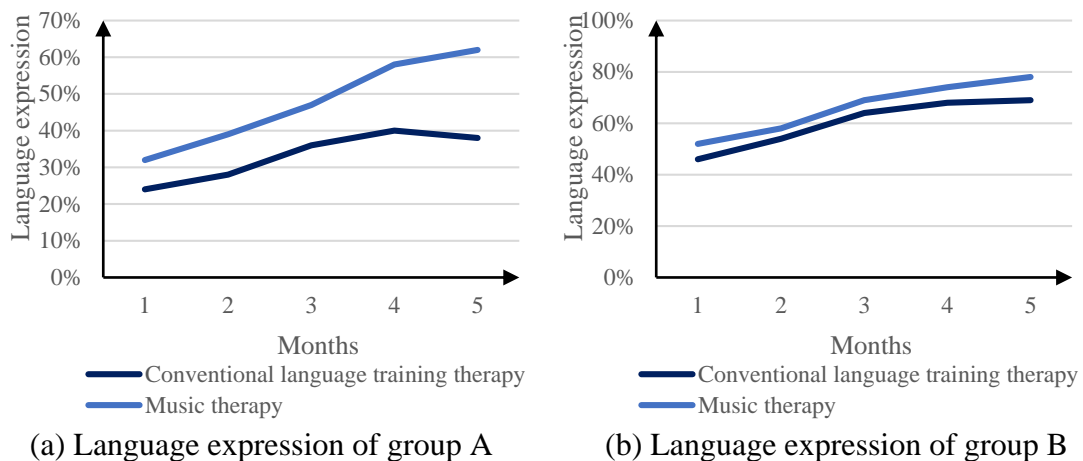 70%
60%
50%
40%
30%
20%
10%
0%
Language expression
1 2 3 4 5
Months
Conventional language training therapy
Music therapy
(a) Language expression of group A
100%
80%
60%
40%
20%
0%
Language expression
1 2 3 4 5
Months
Conventional language training therapy
Music therapy
(b) Language expression of group B